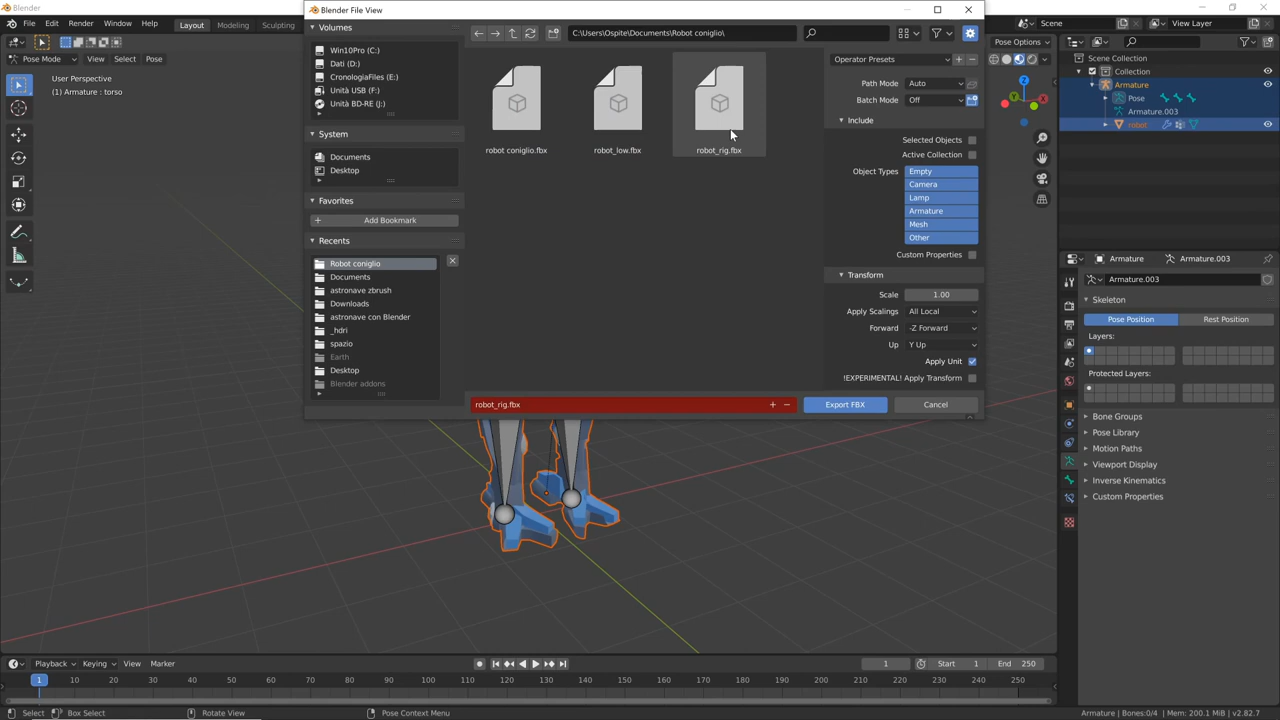 Blender
File Edit Render Window Help Layout Modeling Sculpting
Blender File View
Scene View Layer
Pose Mode View Select Pose
Pose Options
User Perspective
(1) Armature : torso
Volumes
Win10Pro (C:)
Dati (D:)
CronologiaFiles (E:)
Unità USB (F:)
Unità BD-RE (J:)
System
Documents
Desktop
Favorites
Add Bookmark
Recents
Robot coniglio
Documents
astronave zbrush
Downloads
astronave con Blender
_hdri
spazio
Earth
Desktop
Blender addons
C:\Users\Ospite\Documents\Robot coniglio\
robot coniglio.fbx robot_low.fbx robot_rig.fbx
robot_rig.fbx
Export FBX Cancel
Operator Presets
Path Mode Auto
Batch Mode Off
Include
Selected Objects
Active Collection
Object Types Empty
Camera
Lamp
Armature
Mesh
Other
Custom Properties
Transform
Scale 1.00
Apply Scalings All Local
Forward -Z Forward
Up Y Up
Apply Unit
!EXPERIMENTAL! Apply Transform
Z
X
Y
Scene Collection
Collection
Armature
Pose
Armature.003
robot
Armature Armature.003
Armature.003
Skeleton
Pose Position Rest Position
Layers:
Protected Layers:
Bone Groups
Pose Library
Motion Paths
Viewport Display
Inverse Kinematics
Custom Properties
Playback Keying View Marker
1 Start 1 End 250
1 10 20 30 40 50 60 70 80 90 100 110 120 130 140 150 160 170 180 190 200 210 220 230 240 250
Select Box Select Rotate View Pose Context Menu
Armature | Bones:0/4 | Mem: 200.1 MiB | v2.82.7